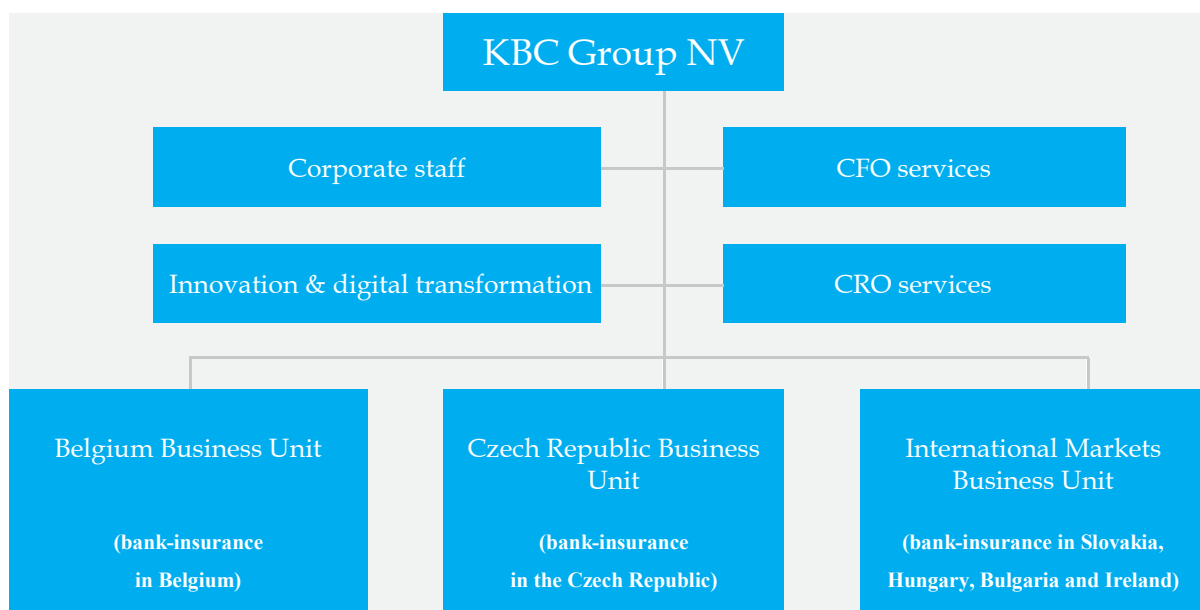 KBC Group NV
Corporate staff
CFO services
Innovation & digital transformation
CRO services
Belgium Business Unit
(bank-insurance
in Belgium)
Czech Republic Business
Unit
(bank-insurance
in the Czech Republic)
International Markets
Business Unit
(bank-insurance in Slovakia,
Hungary, Bulgaria and Ireland)